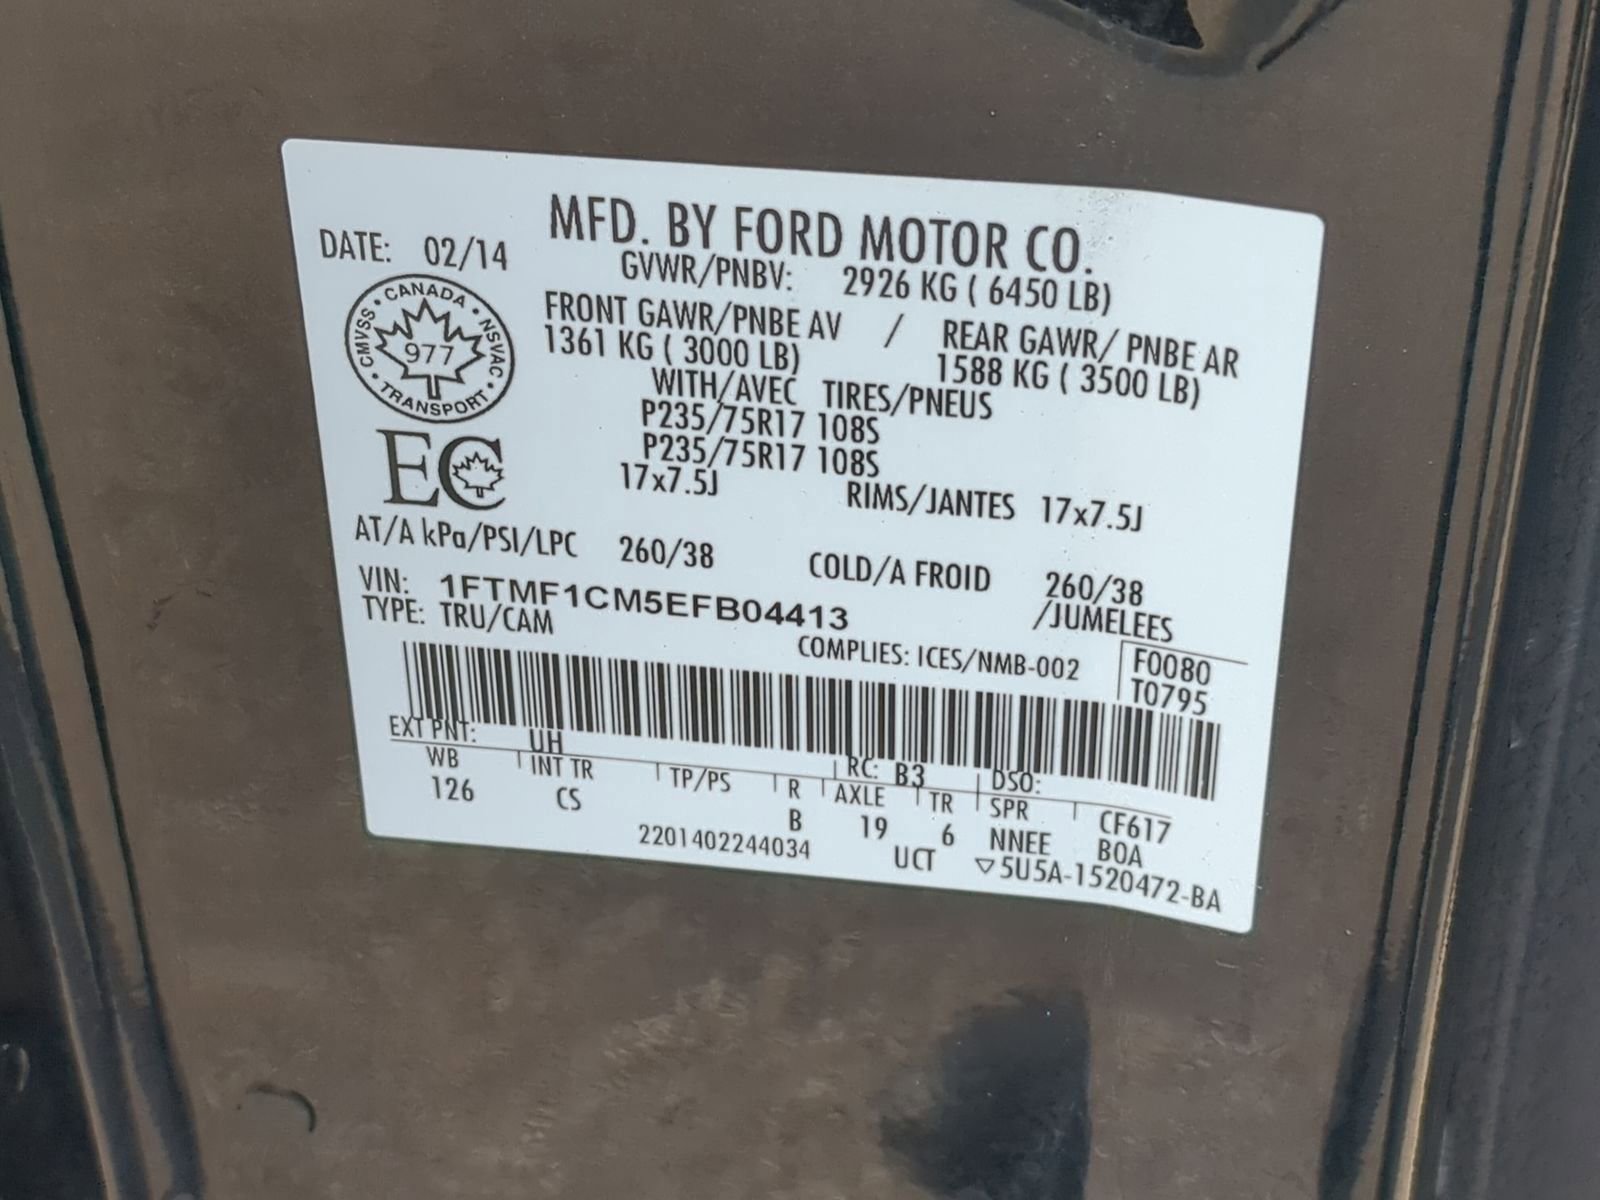 MFD. BY FORD MOTOR CO.
DATE: 02/14
GVWR/PNBV: 2926 KG ( 6450 LB)
FRONT GAWR/PNBE AV / REAR GAWR/ PNBE AR
1361 KG ( 3000 LB) 1588 KG ( 3500 LB)
CANADA · NSVAC · TRANSPORT · CMVSS ·
977
WITH/AVEC TIRES/PNEUS
P235/75R17 108S
P235/75R17 108S
EC
17x7.5J RIMS/JANTES 17x7.5J
AT/A kPa/PSI/LPC 260/38 COLD/A FROID 260/38
VIN: 1FTMF1CM5EFB04413 /JUMELEES
TYPE: TRU/CAM
COMPLIES: ICES/NMB-002
F0080
T0795
EXT PNT: UH RC: B3 DSO:
WB INT TR TP/PS R AXLE TR SPR CF617
126 CS B 19 6 NNEE BOA
2201402244034 UCT ▽5U5A-1520472-BA